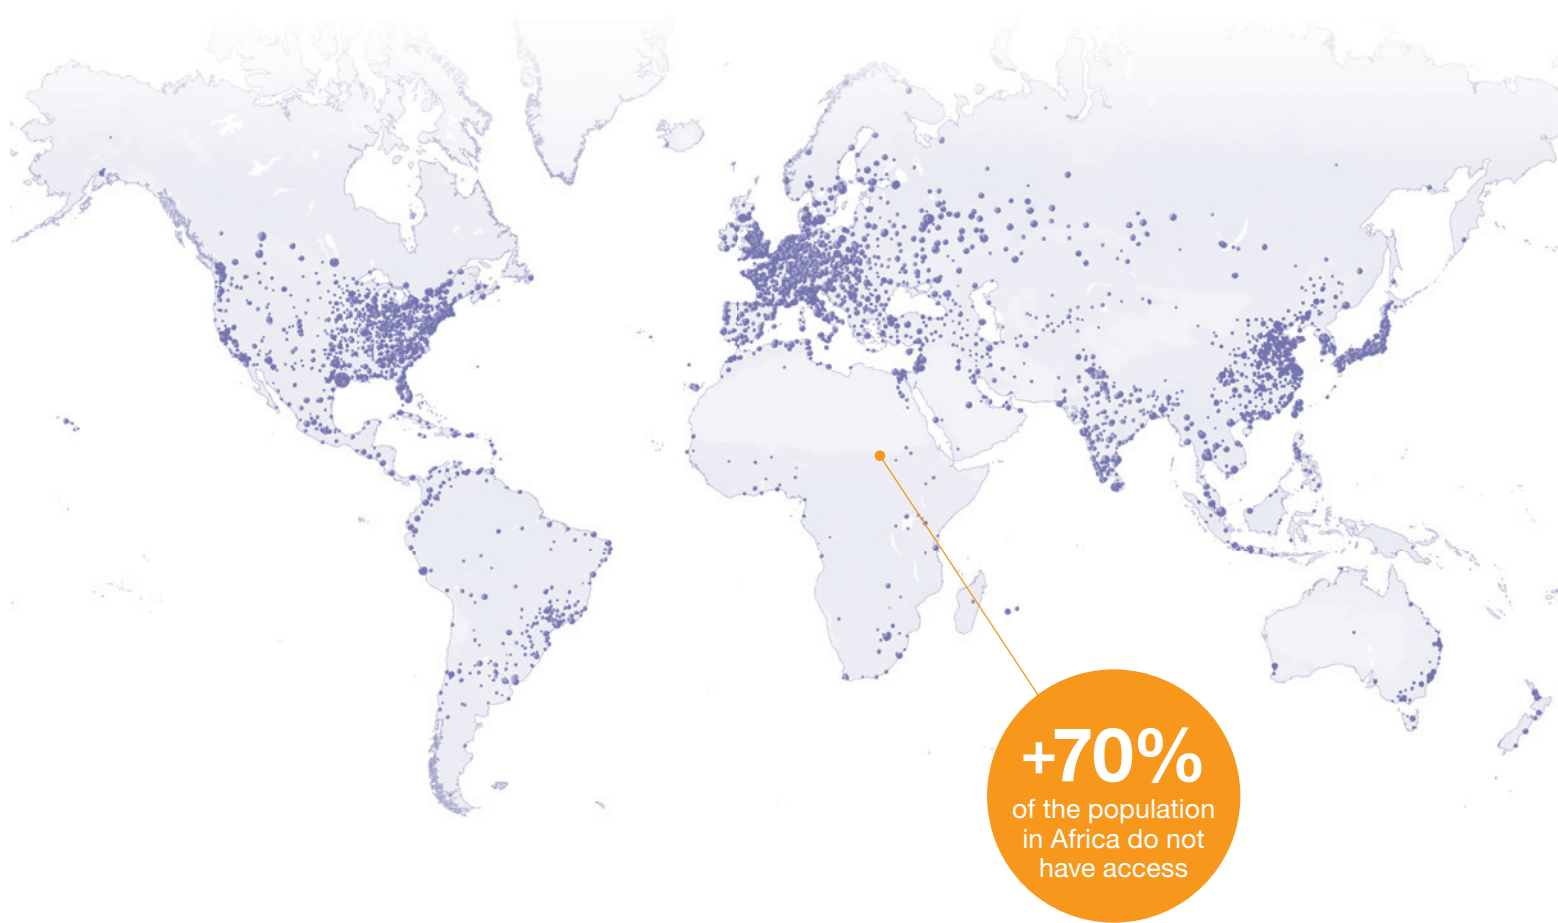 +70%
of the population
in Africa do not
have access